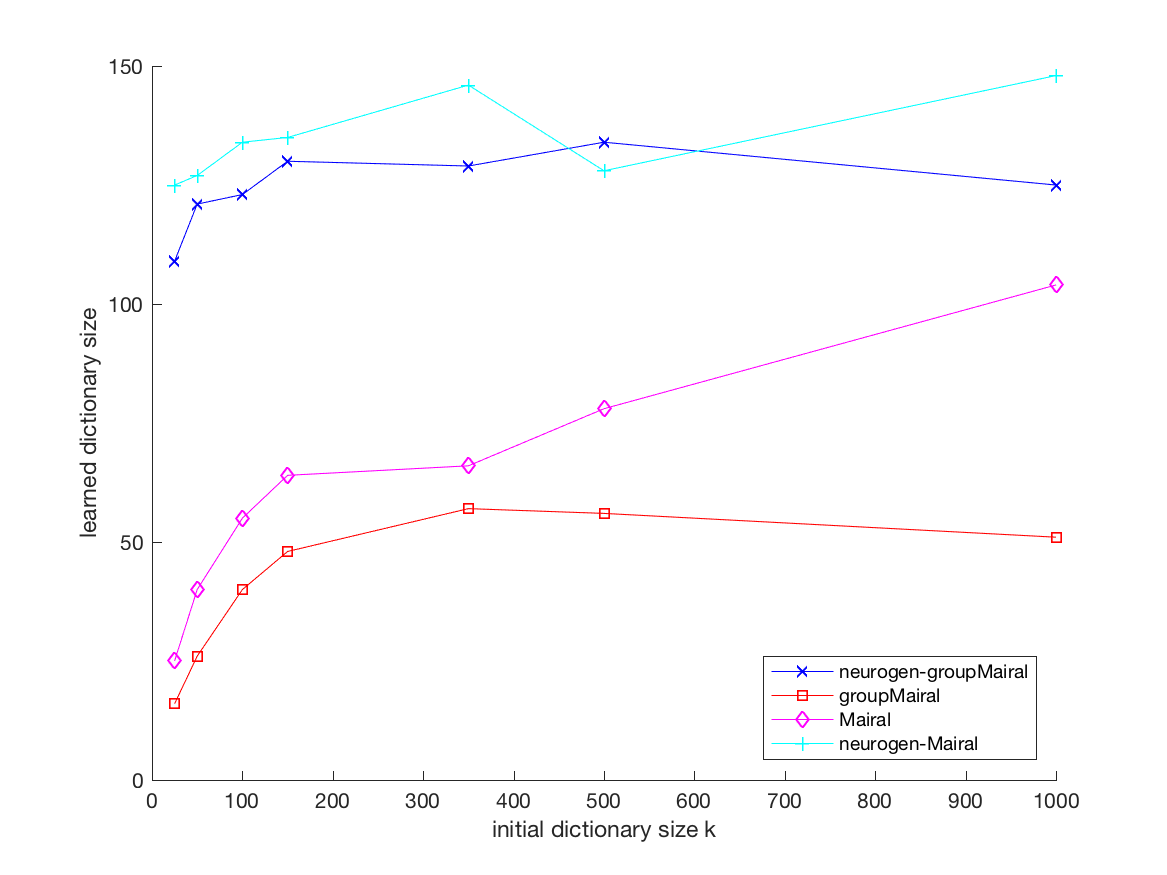 150
100
50
0
learned dictionary size
0 100 200 300 400 500 600 700 800 900 1000
initial dictionary size k
neurogen-groupMairal
groupMairal
Mairal
neurogen-Mairal